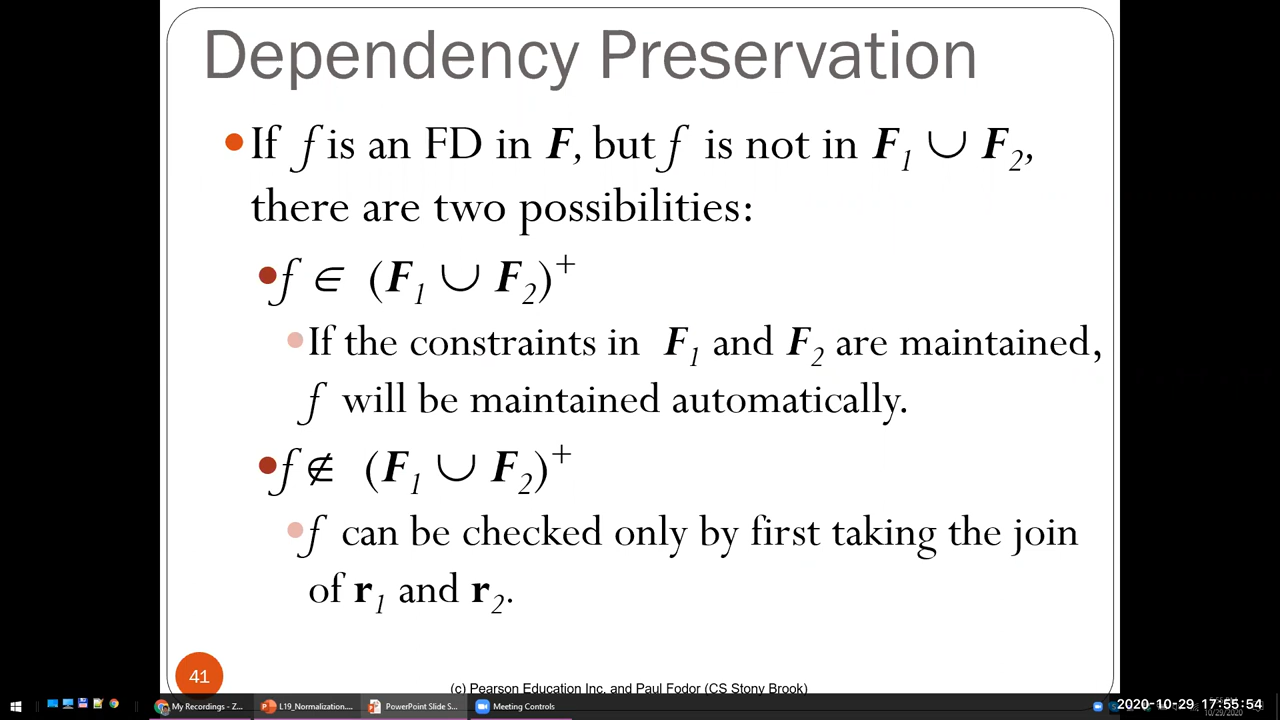 Dependency Preservation
If f is an FD in F, but f is not in F1 ∪ F2,
there are two possibilities:
f ∈ (F1 ∪ F2)+
If the constraints in F1 and F2 are maintained,
f will be maintained automatically.
f ∉ (F1 ∪ F2)+
f can be checked only by first taking the join
of r1 and r2.
41
(c) Pearson Education Inc. and Paul Fodor (CS Stony Brook)
My Recordings - Z... L19_Normalization.... PowerPoint Slide S... Meeting Controls
2020-10-29 17:55:54